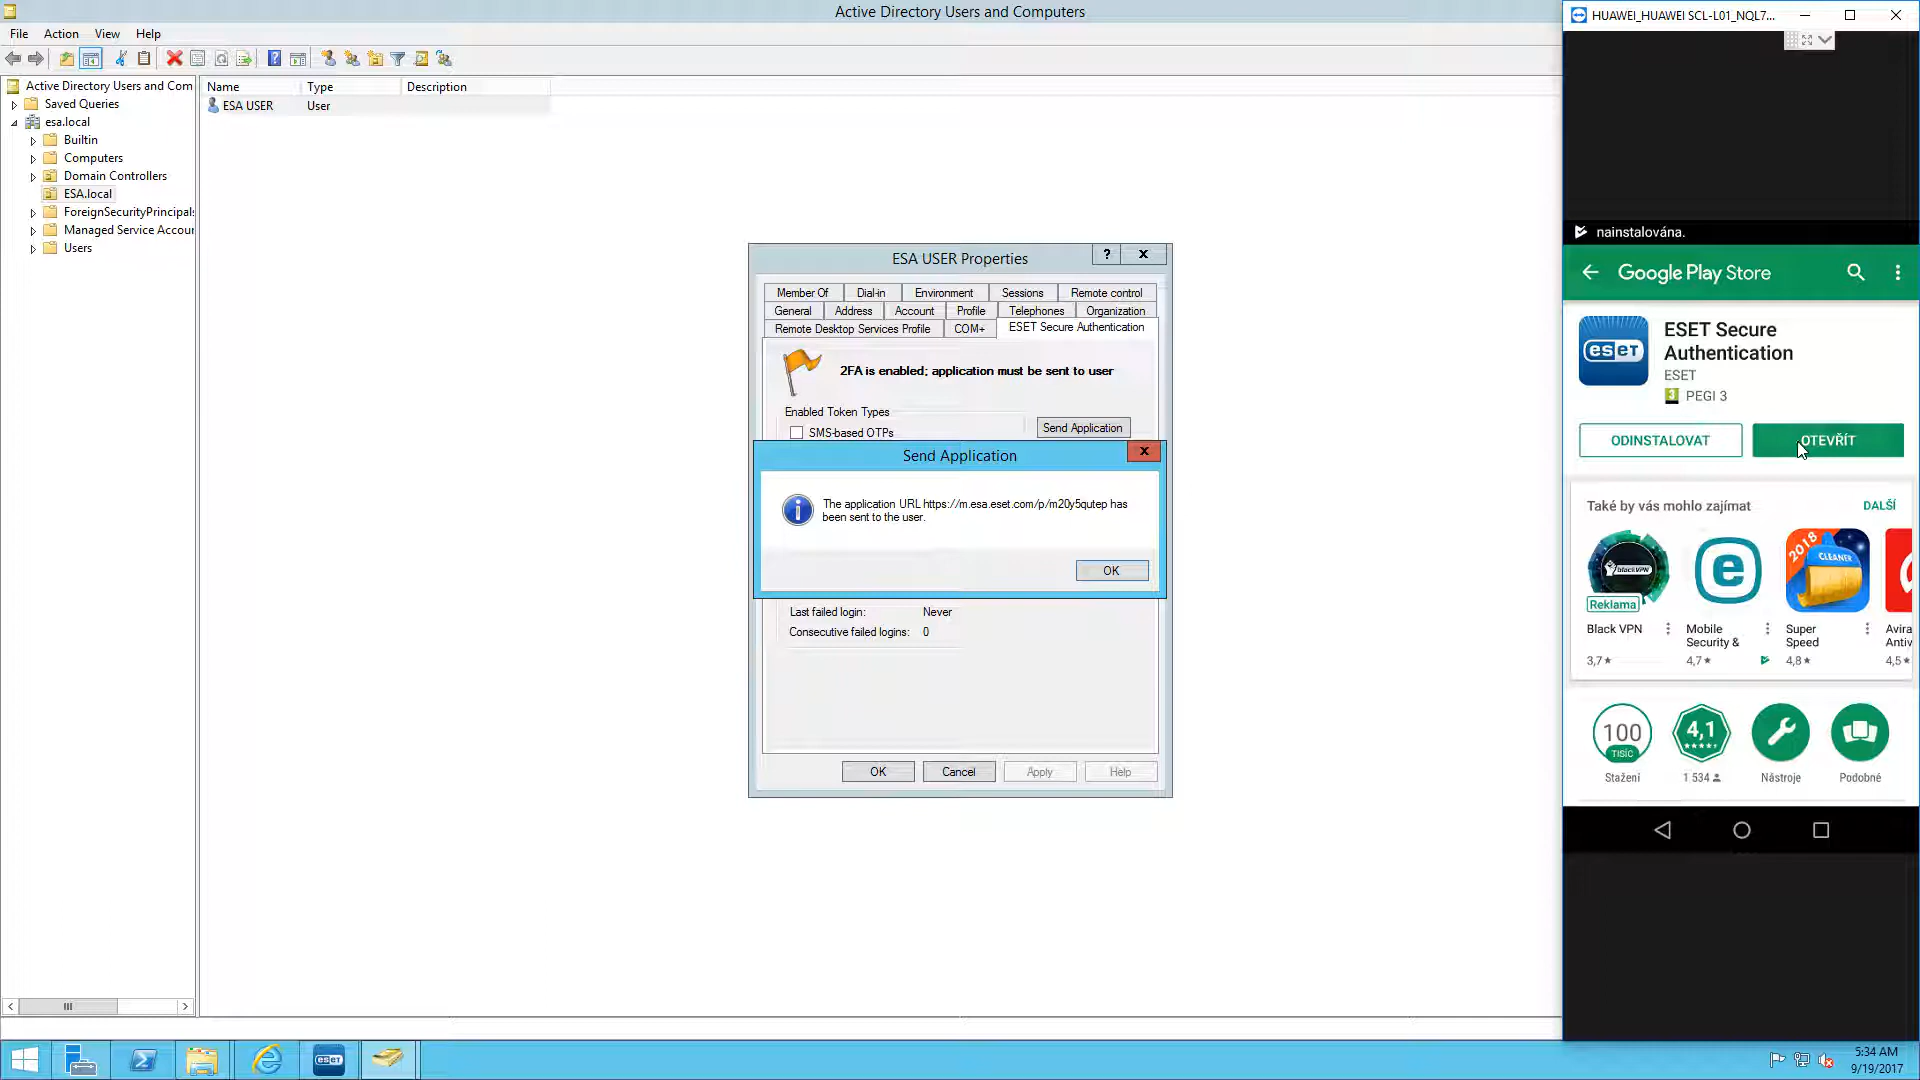 Active Directory Users and Computers
File Action View Help
Active Directory Users and Com
Saved Queries
esa.local
Builtin
Computers
Domain Controllers
ESA.local
ForeignSecurityPrincipals
Managed Service Accoun
Users
Name Type Description
ESA USER User
ESA USER Properties
? X
Member Of Dial-in Environment Sessions Remote control
General Address Account Profile Telephones Organization
Remote Desktop Services Profile COM+ ESET Secure Authentication
2FA is enabled; application must be sent to user
Enabled Token Types
SMS-based OTPs
Send Application
Send Application
The application URL https://m.esa.eset.com/p/m20y5qutep has
been sent to the user.
OK
Last failed login: Never
Consecutive failed logins: 0
OK Cancel Apply Help
HUAWEI_HUAWEI SCL-L01_NQL7...
nainstalována.
Google Play Store
eset
ESET Secure
Authentication
ESET
3 PEGI 3
ODINSTALOVAT OTEVŘÍT
Také by vás mohlo zajímat DALŠÍ
blackVPN
Reklama
2018
CLEANER
Black VPN
Mobile
Security &
Super
Speed
Avira
Antiv
3,7★ 4,7★ 4,8★ 4,5★
100
TISÍC
4,1
Stažení 1 534 Nástroje Podobné
eset
5:34 AM
9/19/2017